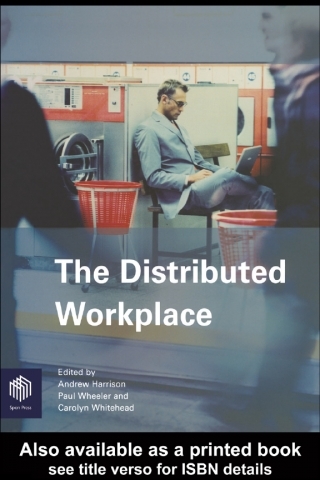 The Distributed
Workplace
Edited by
Andrew Harrison
Paul Wheeler and
Carolyn Whitehead
Spon Press
Also available as a printed book
see title verso for ISBN details